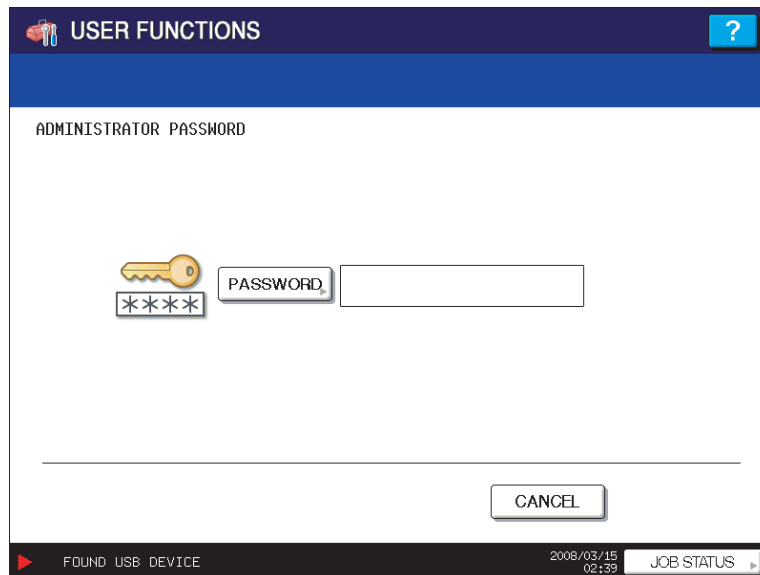 USER FUNCTIONS ?
ADMINISTRATOR PASSWORD
PASSWORD
****
CANCEL
FOUND USB DEVICE
2008/03/15
02:39
JOB STATUS